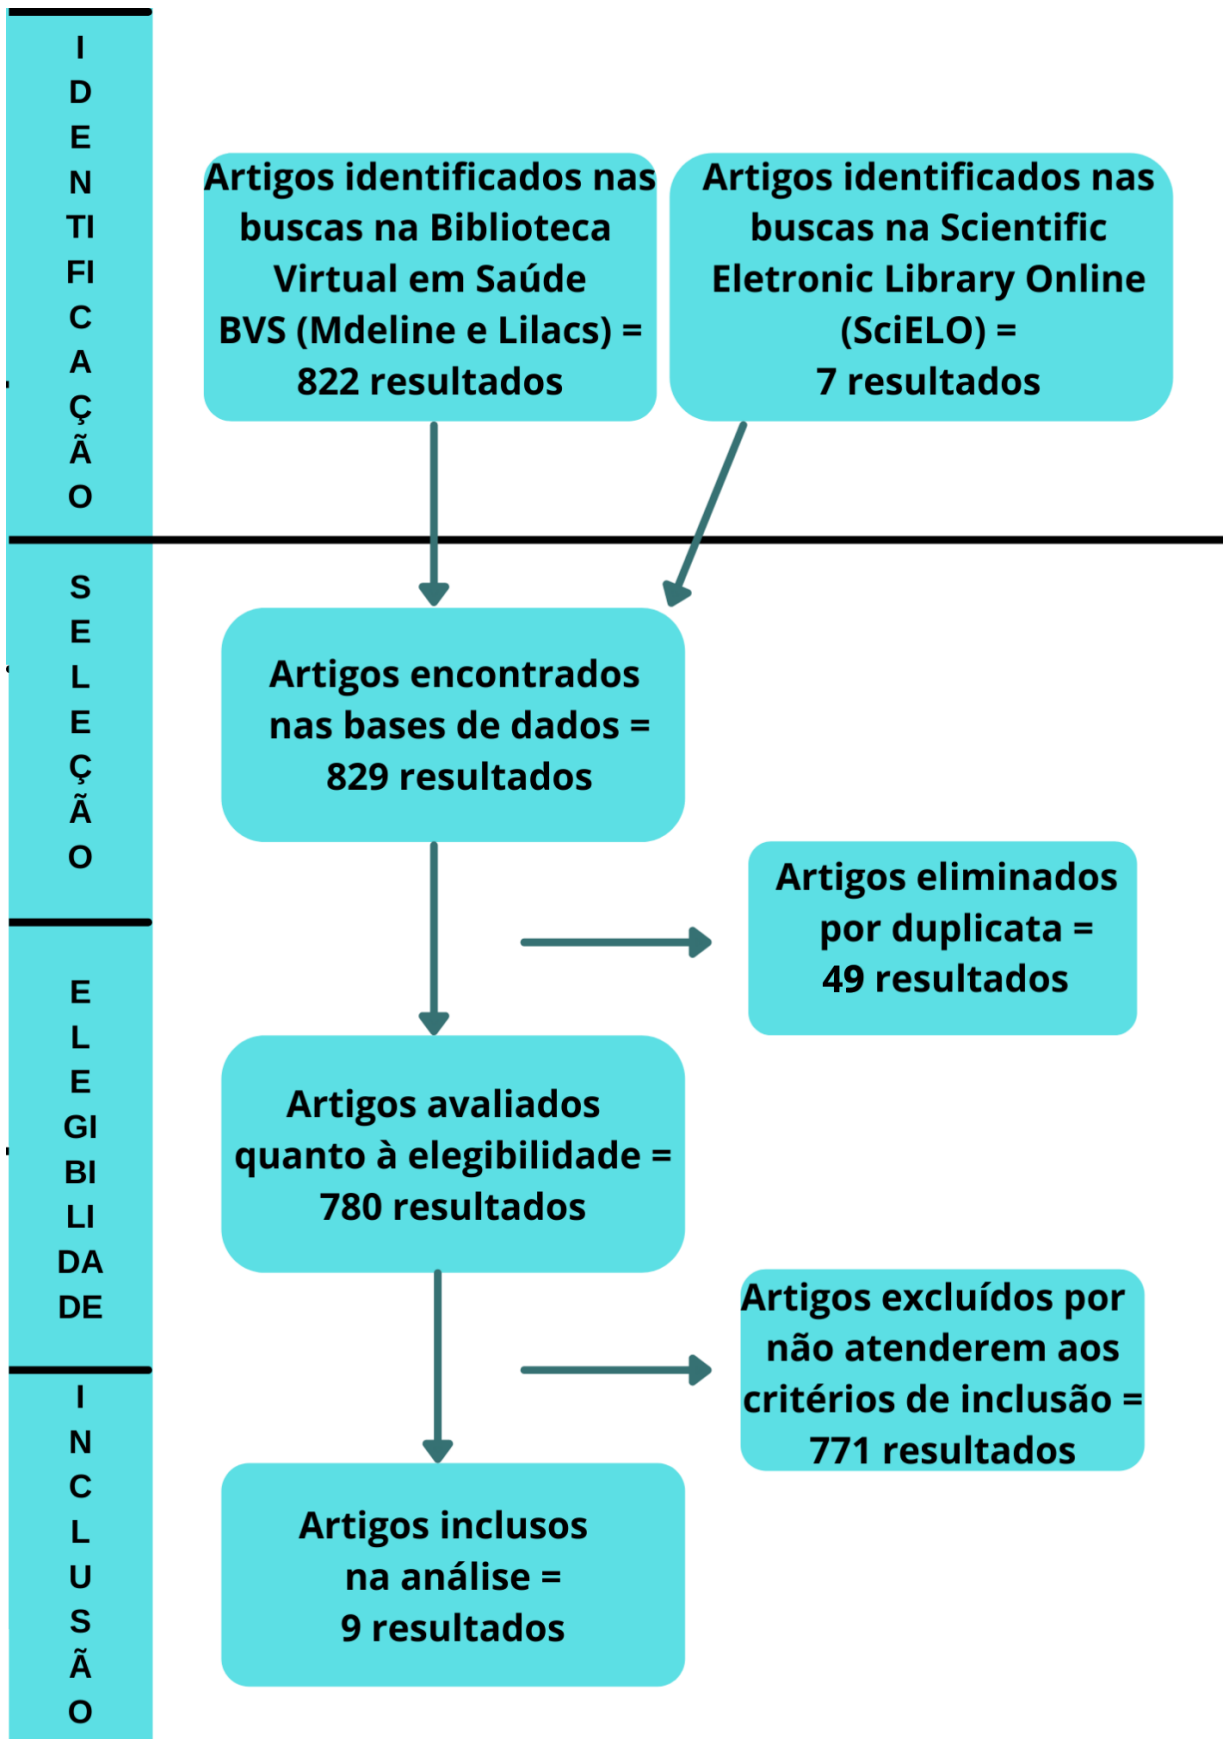 I
D
E
N
TI
FI
C
A
Ç
Ã
O
Artigos identificados nas
buscas na Biblioteca
Virtual em Saúde
BVS (Mdeline e Lilacs) =
822 resultados
Artigos identificados nas
buscas na Scientific
Eletronic Library Online
(SciELO) =
7 resultados
S
E
L
E
Ç
Ã
O
Artigos encontrados
nas bases de dados =
829 resultados
Artigos eliminados
por duplicata =
49 resultados
E
L
E
GI
BI
LI
DA
DE
Artigos avaliados
quanto à elegibilidade =
780 resultados
Artigos excluídos por
não atenderem aos
critérios de inclusão =
771 resultados
I
N
C
L
U
S
Ã
O
Artigos inclusos
na análise =
9 resultados